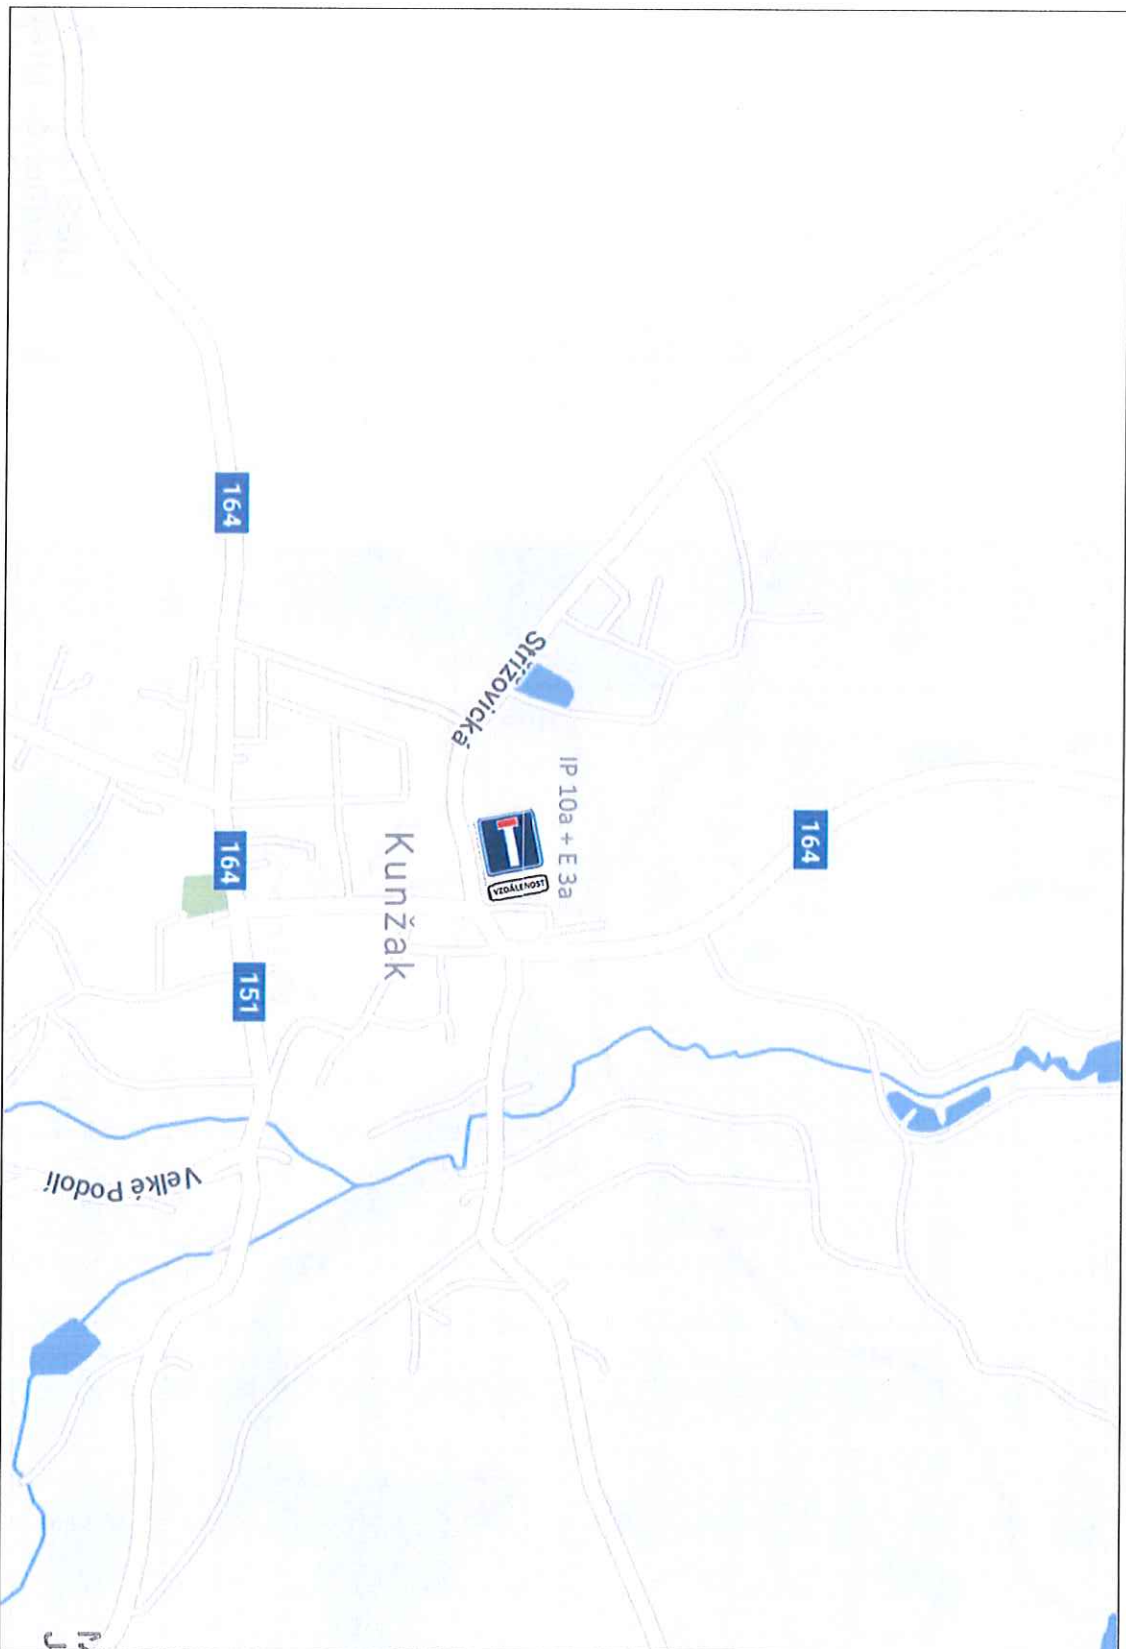 164
IP 10a + E 3a
VZDÁLENOST
Střížovická
Kunžak
164
164
151
Velké Podolí